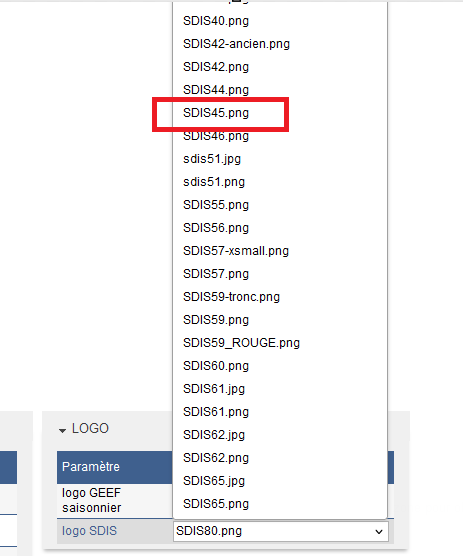 SDIS40.png
SDIS42-ancien.png
SDIS42.png
SDIS44.png
SDIS45.png
SDIS46.png
sdis51.jpg
sdis51.png
SDIS55.png
SDIS56.png
SDIS57-xsmall.png
SDIS57.png
SDIS59-tronc.png
SDIS59.png
SDIS59_ROUGE.png
SDIS60.png
SDIS61.jpg
SDIS61.png
SDIS62.jpg
SDIS62.png
SDIS65.jpg
SDIS65.png
LOGO
Paramètre
logo GEEF
saisonnier
logo SDIS SDIS80.png